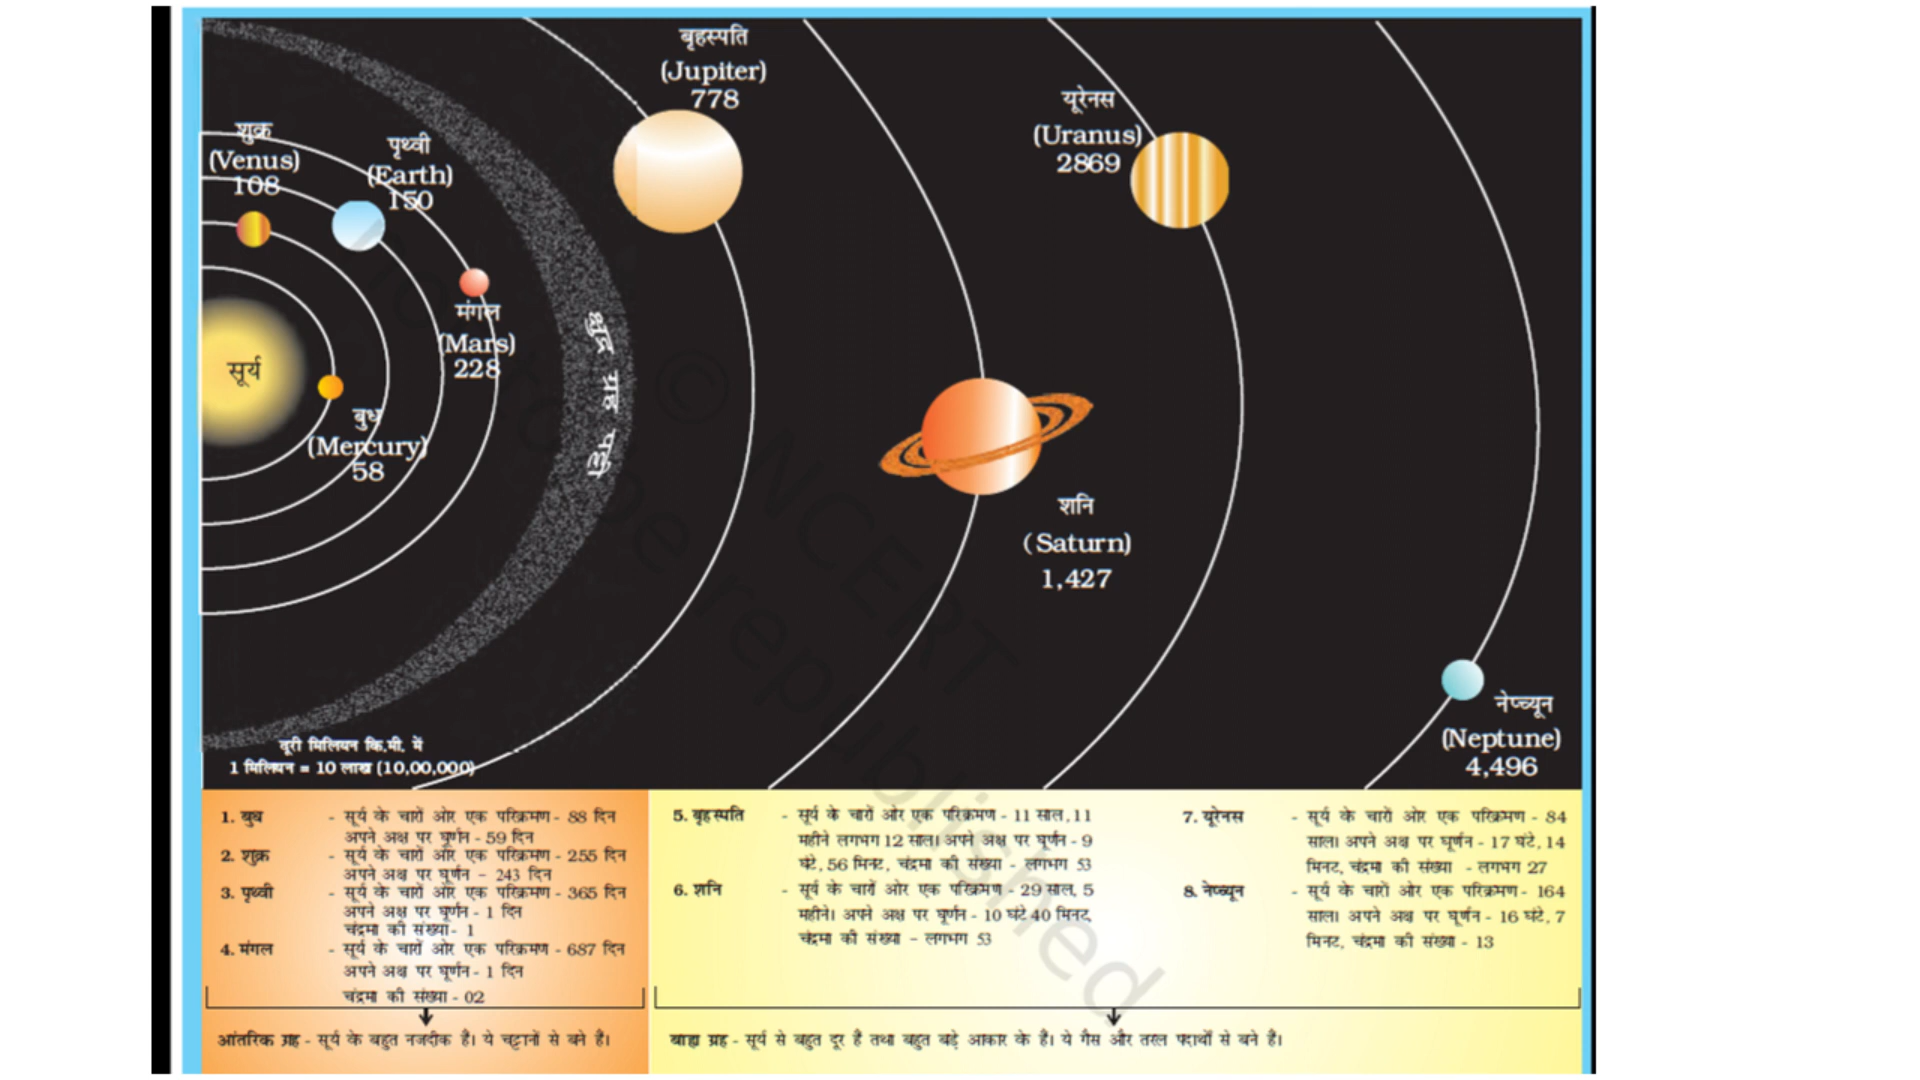 बृहस्पति
(Jupiter)
778
यूरेनस
(Uranus)
2869
शुक्र
(Venus)
108
पृथ्वी
(Earth)
150
मंगल
(Mars)
228
सूर्य
बुध
(Mercury)
58
क्षुद्र ग्रह पट्टी
शनि
(Saturn)
1,427
नेप्च्यून
(Neptune)
4,496
दूरी मिलियन कि.मी. में
1 मिलियन = 10 लाख (10,00,000)
© NCERT
not to be republished
1. बुध - सूर्य के चारों ओर एक परिक्रमण - 88 दिन
अपने अक्ष पर घूर्णन - 59 दिन
2. शुक्र - सूर्य के चारों ओर एक परिक्रमण - 255 दिन
अपने अक्ष पर घूर्णन – 243 दिन
3. पृथ्वी - सूर्य के चारों ओर एक परिक्रमण - 365 दिन
अपने अक्ष पर घूर्णन - 1 दिन
चंद्रमा की संख्या- 1
4. मंगल - सूर्य के चारों ओर एक परिक्रमण - 687 दिन
अपने अक्ष पर घूर्णन - 1 दिन
चंद्रमा की संख्या - 02
आंतरिक ग्रह - सूर्य के बहुत नजदीक हैं। ये चट्टानों से बने हैं।
5. बृहस्पति - सूर्य के चारों ओर एक परिक्रमण - 11 साल, 11
महीने लगभग 12 साल। अपने अक्ष पर घूर्णन - 9
घंटे, 56 मिनट, चंद्रमा की संख्या - लगभग 53
6. शनि - सूर्य के चारों ओर एक परिक्रमण - 29 साल, 5
महीने। अपने अक्ष पर घूर्णन - 10 घंटे 40 मिनट,
चंद्रमा की संख्या – लगभग 53
7. यूरेनस - सूर्य के चारों ओर एक परिक्रमण - 84
साल। अपने अक्ष पर घूर्णन - 17 घंटे, 14
मिनट, चंद्रमा की संख्या - लगभग 27
8. नेप्च्यून - सूर्य के चारों ओर एक परिक्रमण - 164
साल। अपने अक्ष पर घूर्णन - 16 घंटे, 7
मिनट, चंद्रमा की संख्या - 13
बाह्य ग्रह - सूर्य से बहुत दूर हैं तथा बहुत बड़े आकार के हैं। ये गैस और तरल पदार्थों से बने हैं।